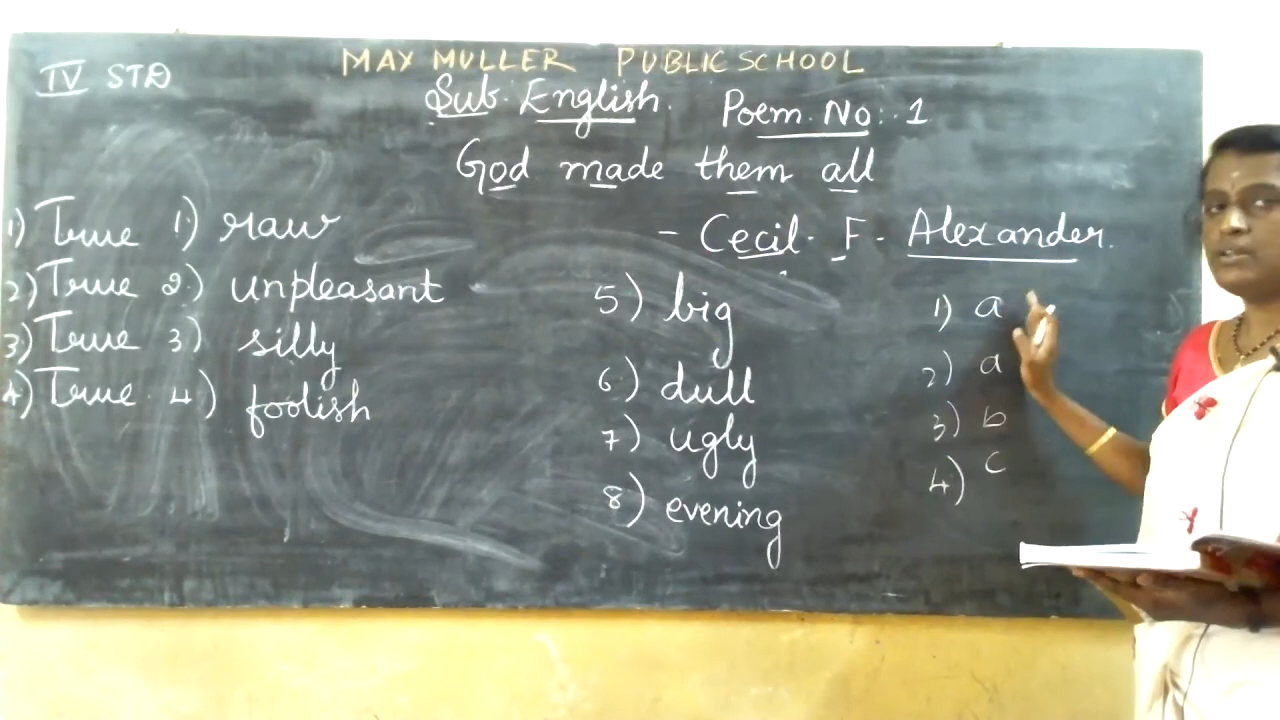 MAX MULLER PUBLIC SCHOOL
IV STD
Sub. English. Poem No: 1
God made them all
- Cecil. F. Alexander.
1) True 1) raw
2) True 2) unpleasant
3) True 3) silly
4) True 4) foolish
5) big
6) dull
7) ugly
8) evening
1) a
2) a
3) b
4) c